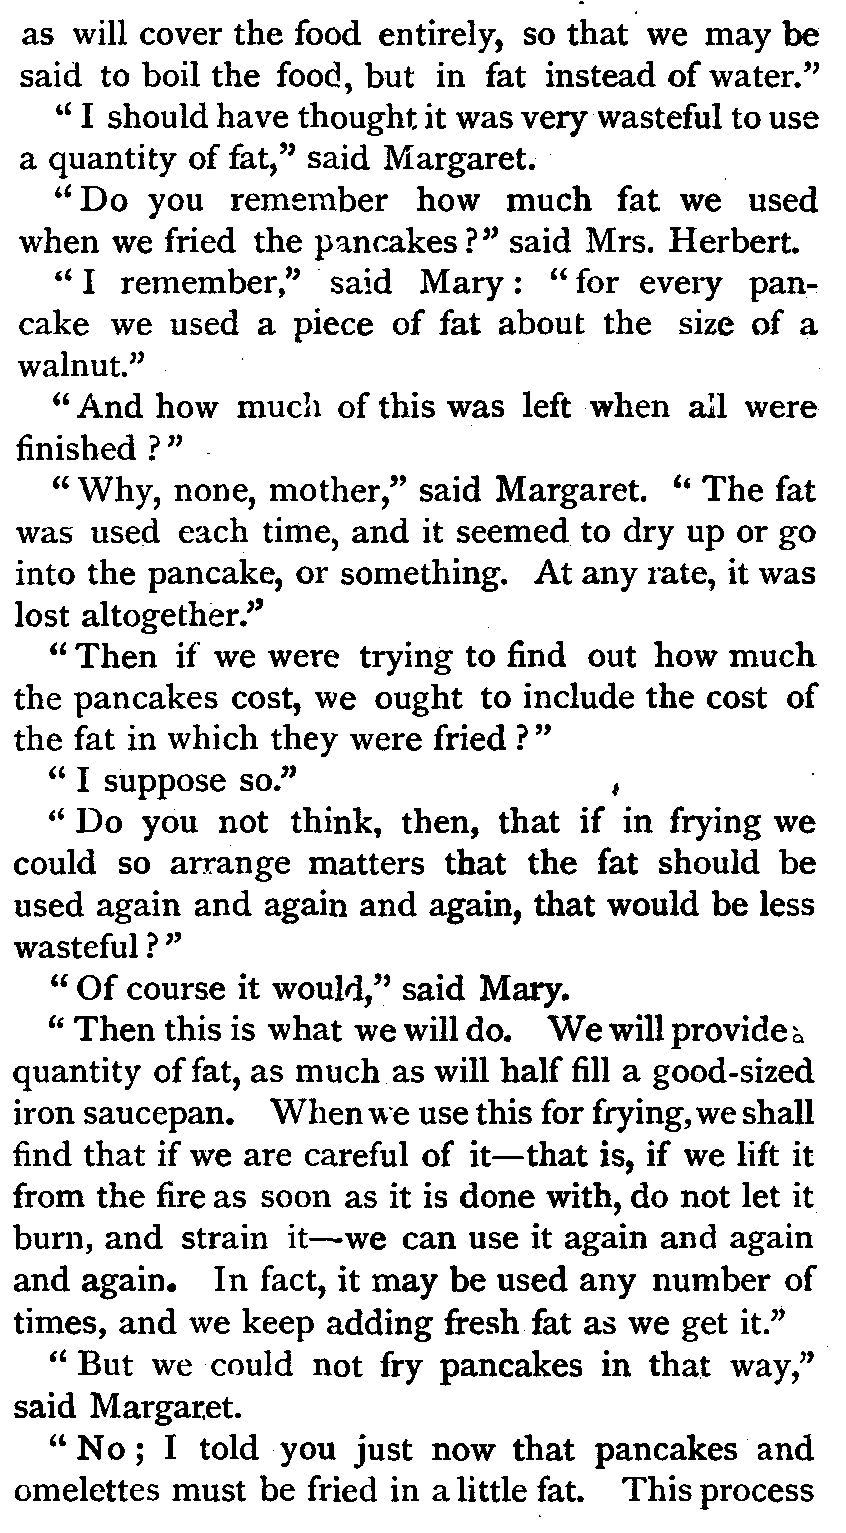 as will cover the food entirely, so that we may be
said to boil the food, but in fat instead of water.”
“ I should have thought it was very wasteful to use
a quantity of fat,” said Margaret.
“ Do you remember how much fat we used
when we fried the pancakes ?” said Mrs. Herbert.
“ I remember,” said Mary : “ for every pan-
cake we used a piece of fat about the size of a
walnut.”
“ And how much of this was left when all were
finished ? ”
“ Why, none, mother,” said Margaret. “ The fat
was used each time, and it seemed to dry up or go
into the pancake, or something. At any rate, it was
lost altogether.”
“ Then if we were trying to find out how much
the pancakes cost, we ought to include the cost of
the fat in which they were fried ? ”
“ I suppose so.”
“ Do you not think, then, that if in frying we
could so arrange matters that the fat should be
used again and again and again, that would be less
wasteful ? ”
“ Of course it would,” said Mary.
“ Then this is what we will do. We will provide a
quantity of fat, as much as will half fill a good-sized
iron saucepan. When we use this for frying, we shall
find that if we are careful of it—that is, if we lift it
from the fire as soon as it is done with, do not let it
burn, and strain it—we can use it again and again
and again. In fact, it may be used any number of
times, and we keep adding fresh fat as we get it.”
“ But we could not fry pancakes in that way,”
said Margaret.
“ No ; I told you just now that pancakes and
omelettes must be fried in a little fat. This process